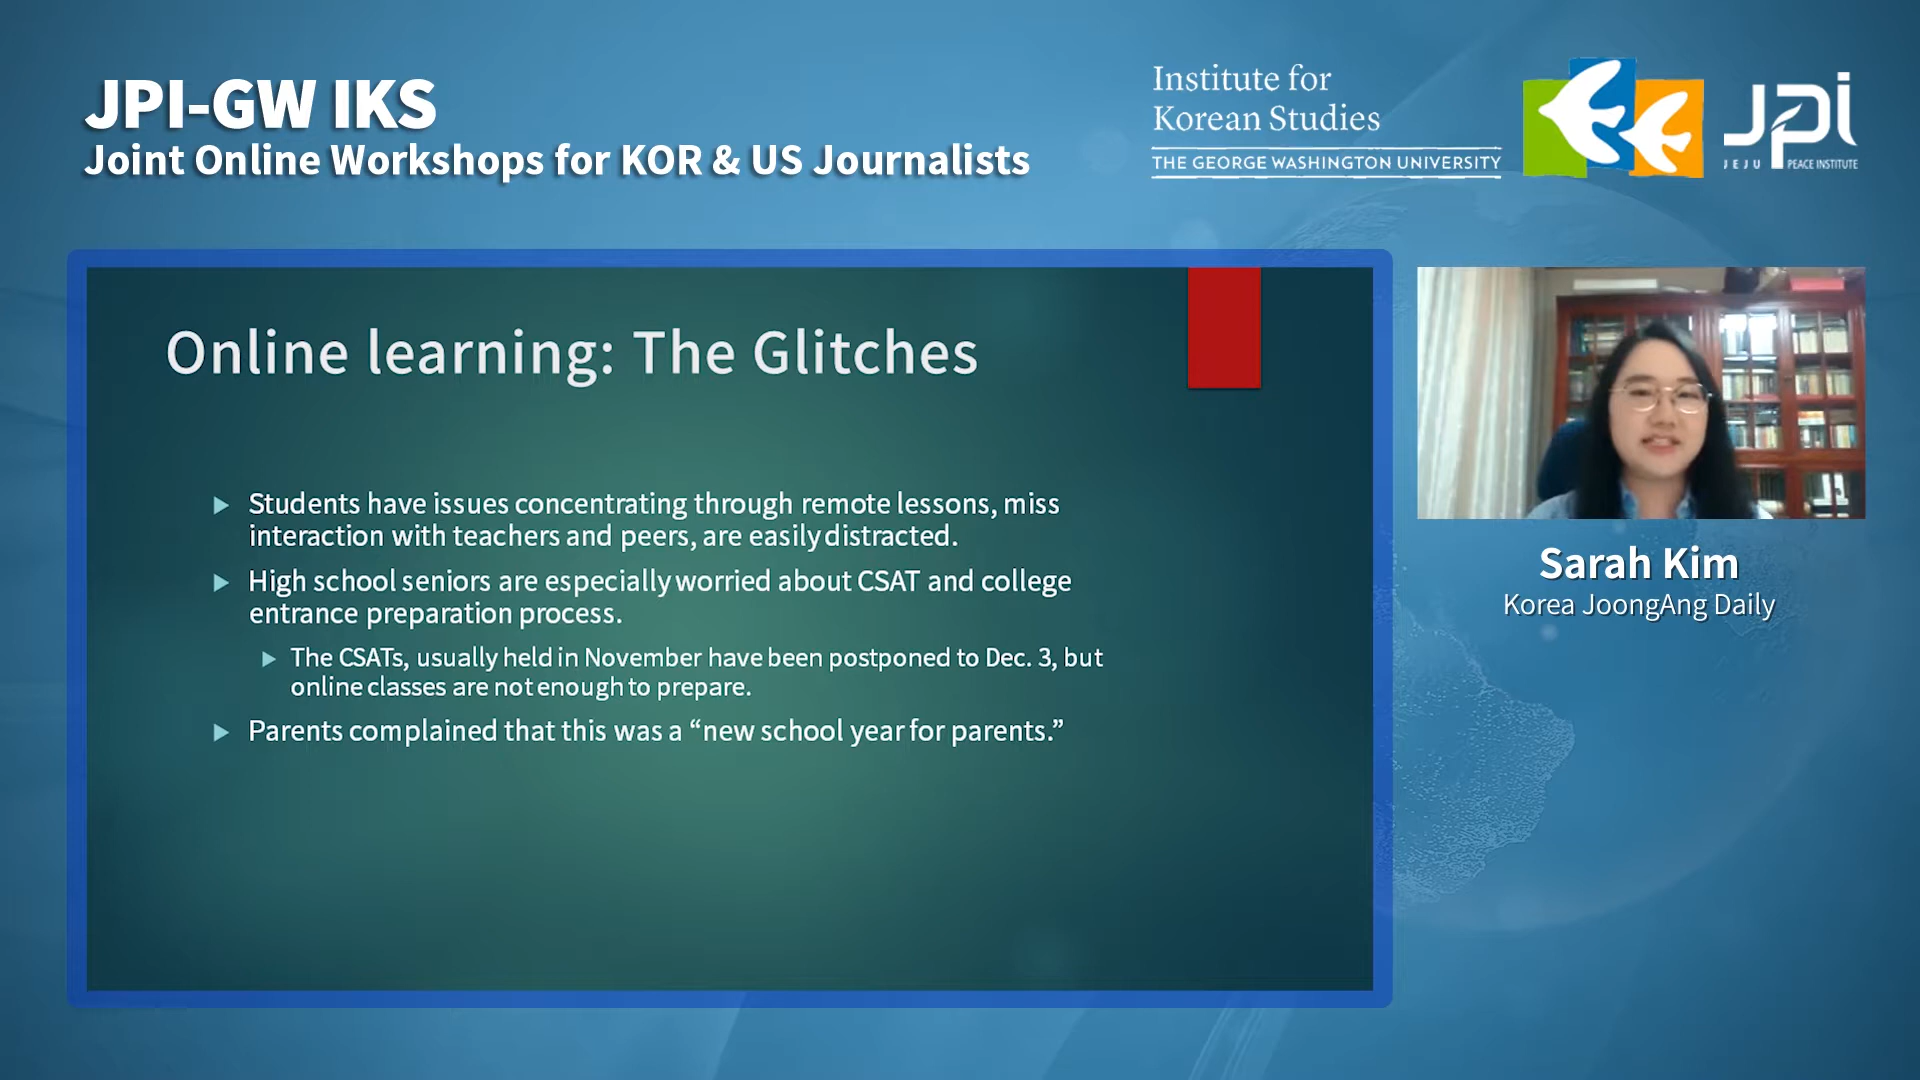 JPI-GW IKS
Joint Online Workshops for KOR & US Journalists
Institute for
Korean Studies
THE GEORGE WASHINGTON UNIVERSITY
JPI
JEJU PEACE INSTITUTE
Online learning: The Glitches
Students have issues concentrating through remote lessons, miss
interaction with teachers and peers, are easily distracted.
High school seniors are especially worried about CSAT and college
entrance preparation process.
The CSATs, usually held in November have been postponed to Dec. 3, but
online classes are not enough to prepare.
Parents complained that this was a “new school year for parents.”
Sarah Kim
Korea JoongAng Daily